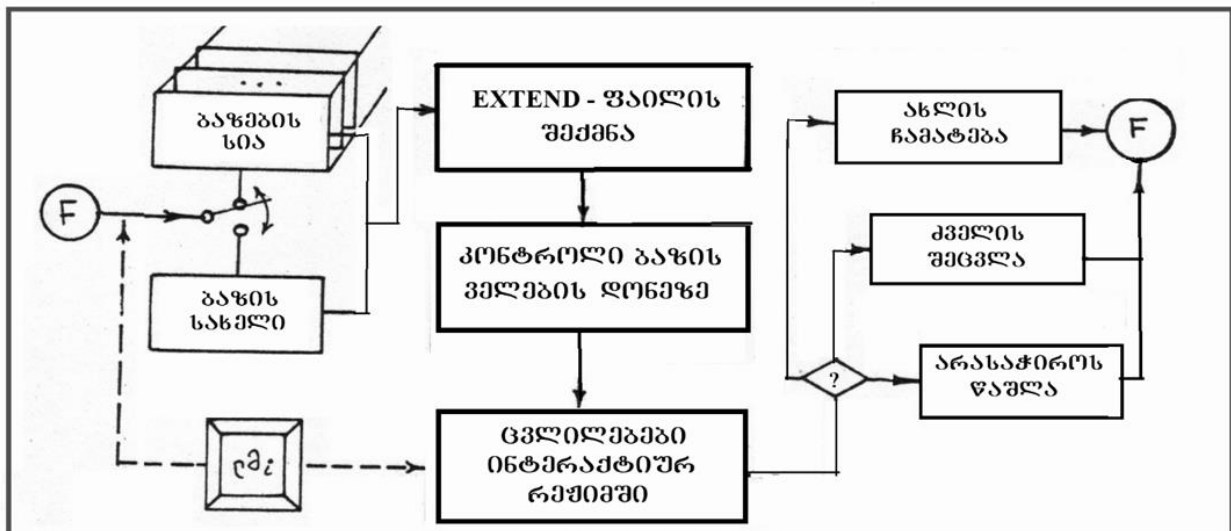 ...
ბაზების
სია
F
ბაზის
სახელი
EXTEND - ფაილის
შექმნა
კონტროლი ბაზის
ველების დონეზე
ცვლილებები
ინტერაქტიურ
რეჟიმში
?
ახლის
ჩამატება
ძველის
შეცვლა
არასაჭიროს
წაშლა
F